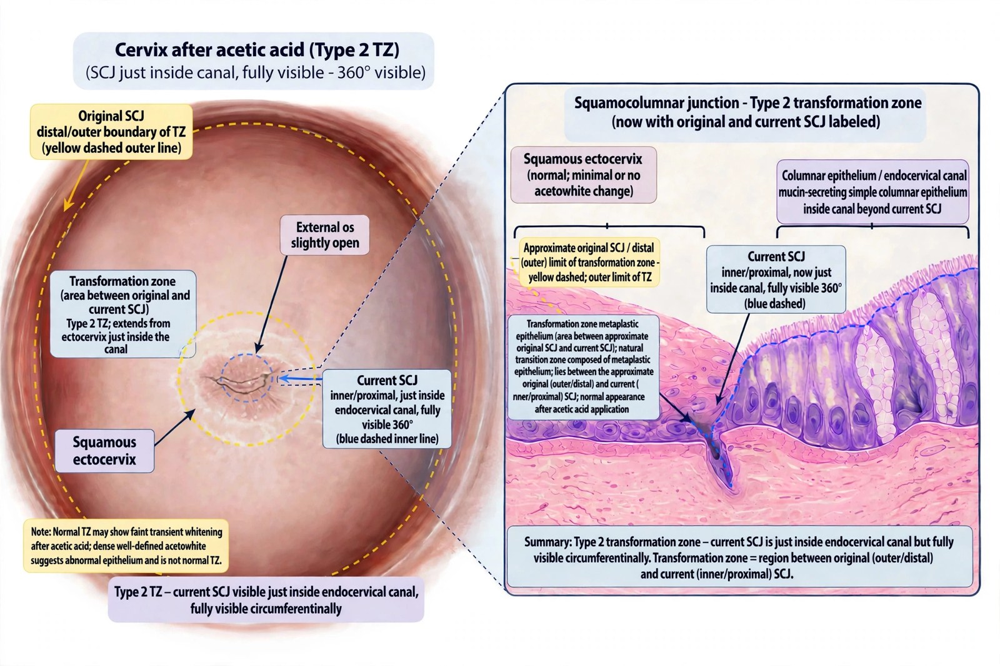 Cervix after acetic acid (Type 2 TZ)
(SCJ just inside canal, fully visible - 360° visible)
Original SCJ
distal/outer boundary of TZ
(yellow dashed outer line)
External os
slightly open
Transformation zone
(area between original and
current SCJ)
Type 2 TZ; extends from
ectocervix just inside the
canal
Current SCJ
inner/proximal, just inside
endocervical canal, fully
visible 360°
(blue dashed inner line)
Squamous
ectocervix
Note: Normal TZ may show faint transient whitening
after acetic acid; dense well-defined acetowhite
suggests abnormal epithelium and is not normal TZ.
Type 2 TZ – current SCJ visible just inside endocervical canal,
fully visible circumferentinally
Squamocolumnar junction - Type 2 transformation zone
(now with original and current SCJ labeled)
Squamous ectocervix
(normal; minimal or no
acetowhite change)
Columnar epithelium / endocervical canal
mucin-secreting simple columnar epithelium
inside canal beyond current SCJ
Approximate original SCJ / distal
(outer) limit of transformation zone -
yellow dashed; outer limit of TZ
Current SCJ
inner/proximal, now just
inside canal, fully visible 360°
(blue dashed)
Transformation zone metaplastic
epithelium (area between approximate
original SCJ and current SCJ); natural
transition zone composed of metaplastic
epithelium; lies between the approximate
original (outer/distal) and current (
nner/proximal) SCJ; normal appearance
after acetic acid application
Summary: Type 2 transformation zone – current SCJ is just inside endocervical canal but fully
visible circumferentinally. Transformation zone = region between original (outer/distal)
and current (inner/proximal) SCJ.